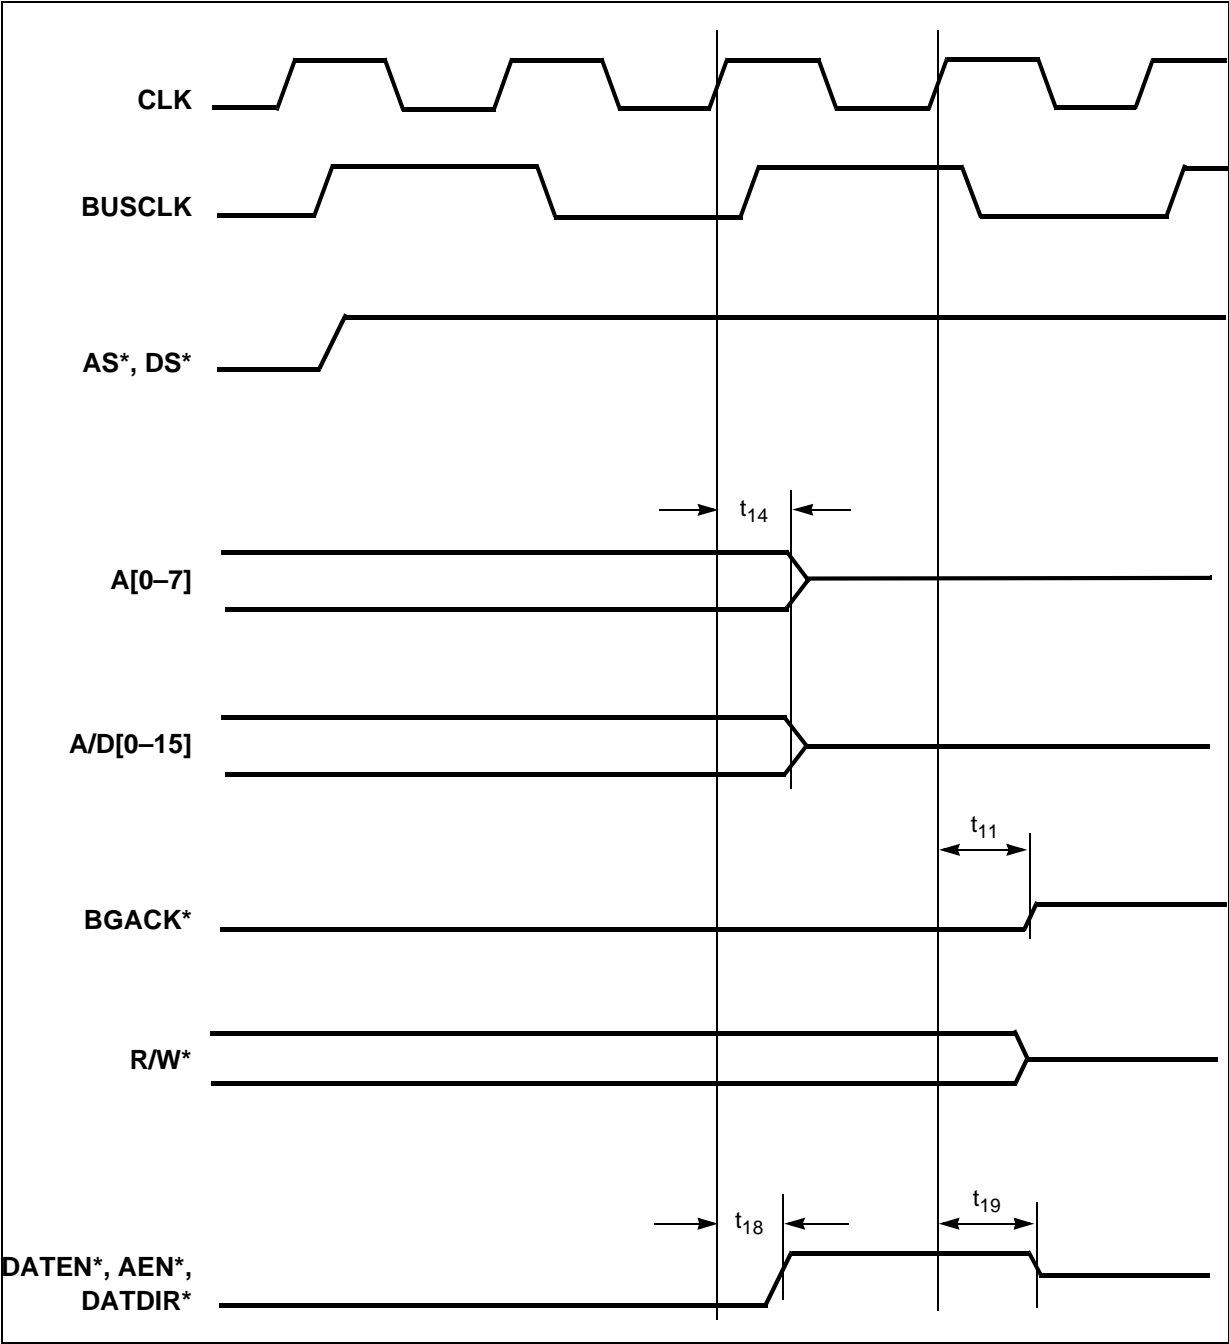 CLK
BUSCLK
AS*, DS*
t14
A[0–7]
A/D[0–15]
t11
BGACK*
R/W*
t19
t18
DATEN*, AEN*,
DATDIR*